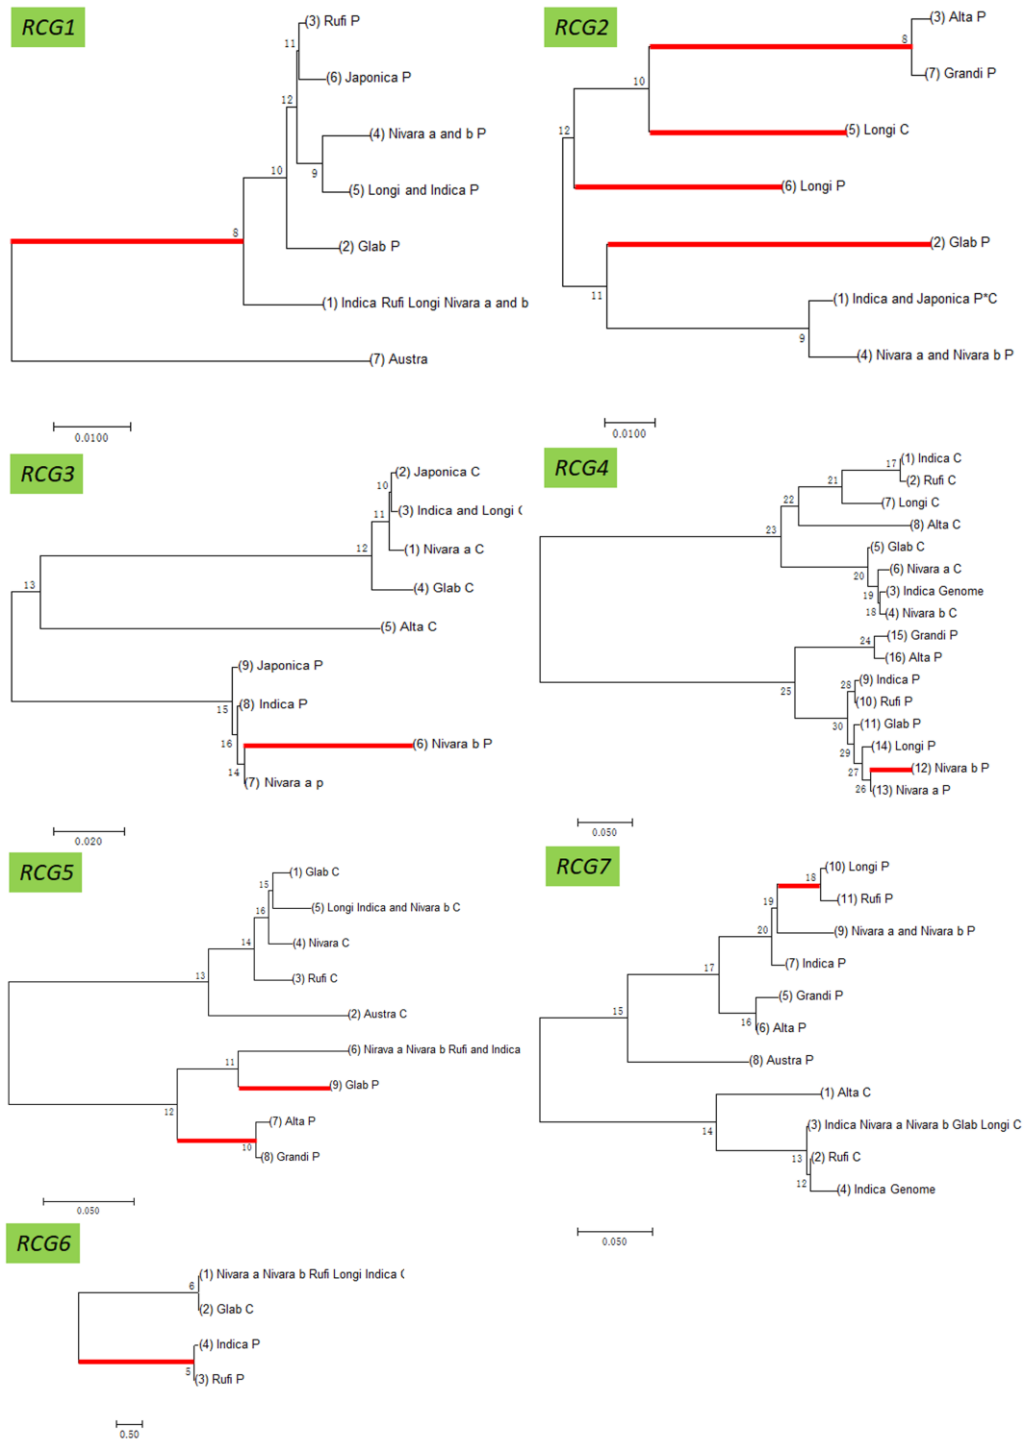 RCG1
(3) Rufi P
11
(6) Japonica P
12
(4) Nivara a and b P
9
(5) Longi and Indica P
10
(2) Glab P
8
(1) Indica Rufi Longi Nivara a and b
(7) Austra
0.0100
RCG2
(3) Alta P
8
(7) Grandi P
10
(5) Longi C
12
(6) Longi P
(2) Glab P
11
(1) Indica and Japonica P*C
9
(4) Nivara a and Nivara b P
0.0100
RCG3
(2) Japonica C
10
(3) Indica and Longi C
11
(1) Nivara a C
12
(4) Glab C
13
(5) Alta C
(9) Japonica P
15
(8) Indica P
16
(6) Nivara b P
14
(7) Nivara a p
0.020
RCG4
(1) Indica C
17
(2) Rufi C
21
(7) Longi C
22
(8) Alta C
23
(5) Glab C
20
(6) Nivara a C
19
(3) Indica Genome
18
(4) Nivara b C
(15) Grandi P
24
(16) Alta P
25
(9) Indica P
28
(10) Rufi P
30
(11) Glab P
29
(14) Longi P
27
(12) Nivara b P
26
(13) Nivara a P
0.050
RCG5
(1) Glab C
15
(5) Longi Indica and Nivara b C
16
(4) Nivara C
14
(3) Rufi C
13
(2) Austra C
(6) Nirava a Nivara b Rufi and Indica
11
(9) Glab P
12
(7) Alta P
10
(8) Grandi P
0.050
RCG7
(10) Longi P
18
(11) Rufi P
19
(9) Nivara a and Nivara b P
20
(7) Indica P
17
(5) Grandi P
16
(6) Alta P
15
(8) Austra P
(1) Alta C
14
(3) Indica Nivara a Nivara b Glab Longi C
13
(2) Rufi C
12
(4) Indica Genome
0.050
RCG6
(1) Nivara a Nivara b Rufi Longi Indica C
6
(2) Glab C
(4) Indica P
5
(3) Rufi P
0.50